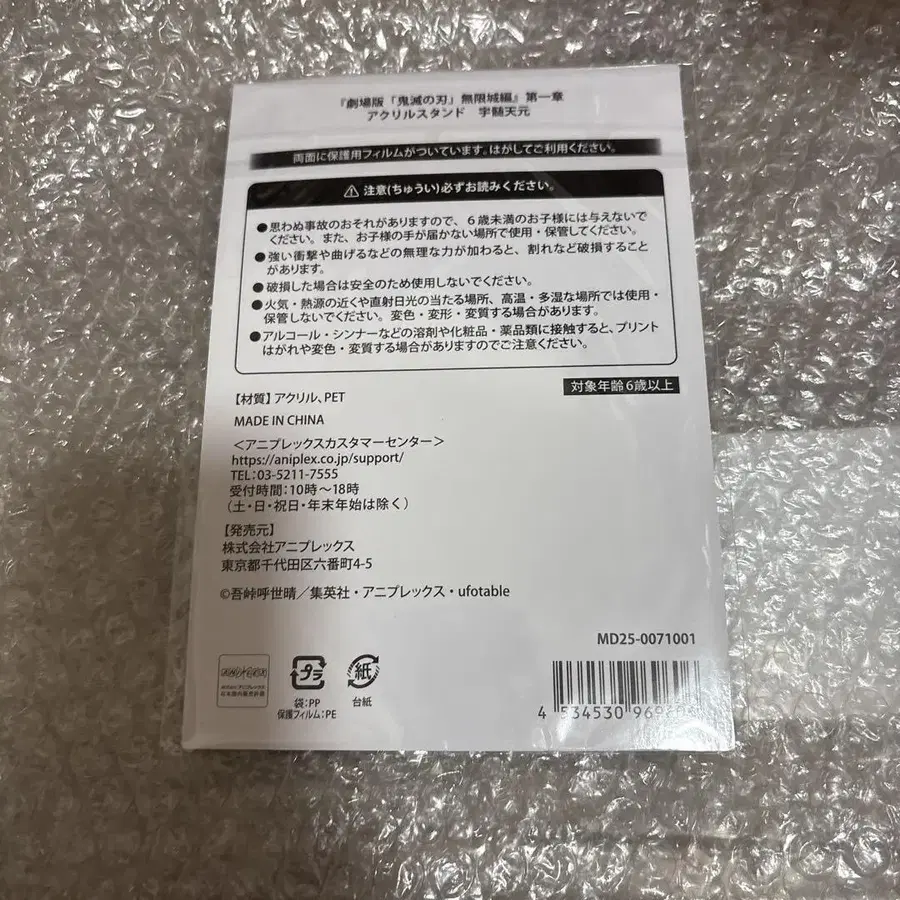 『劇場版「鬼滅の刃」無限城編』第一章
アクリルスタンド 宇髄天元
両面に保護用フィルムがついています。はがしてご利用ください。
注意(ちゅうい)必ずお読みください。
●思わぬ事故のおそれがありますので、6歳未満のお子様には与えないで
ください。また、お子様の手が届かない場所で使用・保管してください。
●強い衝撃や曲げるなどの無理な力が加わると、割れなど破損すること
があります。
●破損した場合は安全のため使用しないでください。
●火気・熱源の近くや直射日光の当たる場所、高温・多湿な場所では使用・
保管しないでください。変色・変形・変質する場合があります。
●アルコール・シンナーなどの溶剤や化粧品・薬品類に接触すると、プリント
はがれや変色・変質する場合がありますのでご注意ください。
対象年齢6歳以上
【材質】アクリル、PET
MADE IN CHINA
＜アニプレックスカスタマーセンター＞
https://aniplex.co.jp/support/
TEL:03-5211-7555
受付時間:10時～18時
(土・日・祝日・年末年始は除く)
【発売元】
株式会社アニプレックス
東京都千代田区六番町4-5
©吾峠呼世晴／集英社・アニプレックス・ufotable
MD25-0071001
プラ
袋:PP
保護フィルム:PE
紙
台紙
4 534530